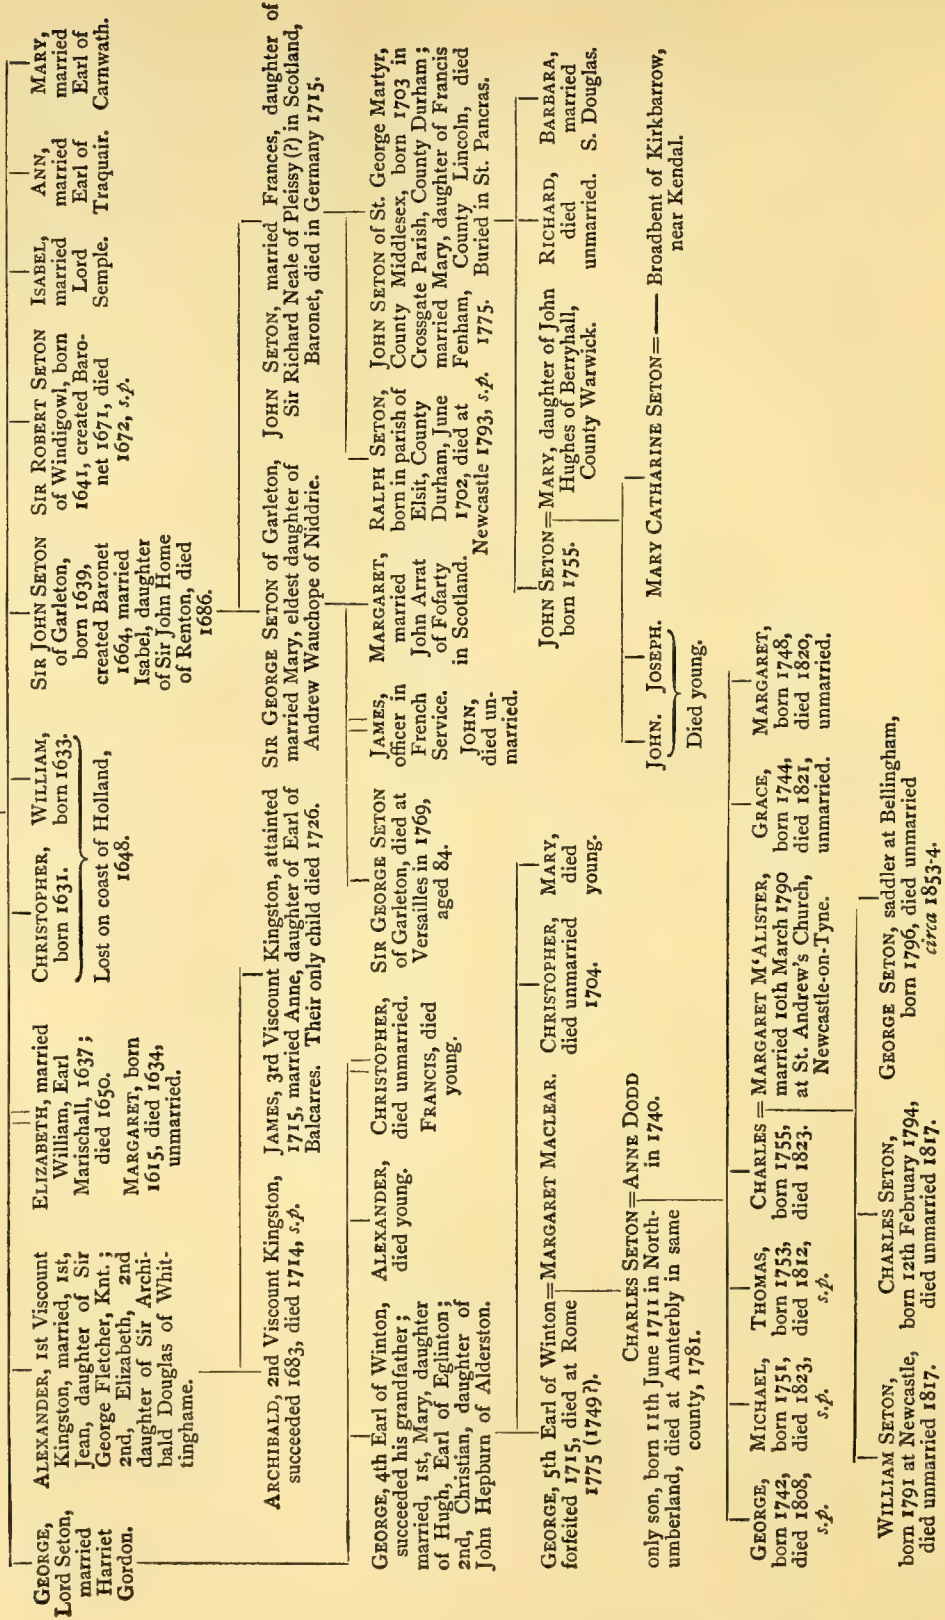 GEORGE,
Lord Seton,
married
Harriet
Gordon.
ALEXANDER, 1st Viscount
Kingston, married, 1st,
Jean, daughter of Sir
George Fletcher, Knt.;
2nd, Elizabeth, 2nd
daughter of Sir Archi-
bald Douglas of Whit-
tinghame.
ELIZABETH, married
William, Earl
Marischall, 1637;
died 1650.
MARGARET, born
1615, died 1634,
unmarried.
CHRISTOPHER,
born 1631.
WILLIAM,
born 1633.
Lost on coast of Holland,
1648.
SIR JOHN SETON
of Garleton,
born 1639,
created Baronet
1664, married
Isabel, daughter
of Sir John Home
of Renton, died
1686.
SIR ROBERT SETON
of Windigowl, born
1641, created Baro-
net 1671, died
1672, s.p.
ISABEL,
married
Lord
Semple.
ANN,
married
Earl of
Traquair.
MARY,
married
Earl of
Carnwath.
ARCHIBALD, 2nd Viscount Kingston,
succeeded 1683, died 1714, s.p.
JAMES, 3rd Viscount Kingston, attainted
1715, married Anne, daughter of Earl of
Balcarres. Their only child died 1726.
SIR GEORGE SETON of Garleton,
married Mary, eldest daughter of
Andrew Wauchope of Niddrie.
JOHN SETON, married Frances, daughter of
Sir Richard Neale of Pleissy (?) in Scotland,
Baronet, died in Germany 1715.
GEORGE, 4th Earl of Winton,
succeeded his grandfather;
married, 1st, Mary, daughter
of Hugh, Earl of Eglinton;
2nd, Christian, daughter of
John Hepburn of Alderston.
ALEXANDER,
died young.
CHRISTOPHER,
died unmarried.
FRANCIS, died
young.
SIR GEORGE SETON
of Garleton, died at
Versailles in 1769,
aged 84.
JAMES,
officer in
French
Service.
JOHN,
died un-
married.
MARGARET,
married
John Arrat
of Fofarty
in Scotland.
RALPH SETON,
born in parish of
Elsit, County
Durham, June
1702, died at
Newcastle 1793, s.p.
JOHN SETON of St. George Martyr,
County Middlesex, born 1703 in
Crossgate Parish, County Durham;
married Mary, daughter of Francis
Fenham, County Lincoln, died
1775. Buried in St. Pancras.
GEORGE, 5th Earl of Winton=MARGARET MACLEAR.
forfeited 1715, died at Rome
1775 (1749?).
CHRISTOPHER,
died unmarried
1704.
MARY,
died
young.
JOHN SETON=MARY, daughter of John
born 1755.
Hughes of Berryhall,
County Warwick.
RICHARD,
died
unmarried.
BARBARA,
married
S. Douglas.
CHARLES SETON=ANNE DODD
only son, born 11th June 1711 in North-
umberland, died at Aunterbly in same
county, 1781.
in 1740.
JOHN. JOSEPH.
Died young.
MARY CATHARINE SETON=—— Broadbent of Kirkbarrow,
near Kendal.
GEORGE,
born 1742,
died 1808,
s.p.
MICHAEL,
born 1751,
died 1823,
s.p.
THOMAS,
born 1753,
died 1812,
s.p.
CHARLES=MARGARET M'ALISTER,
born 1755,
died 1823.
married 10th March 1790
at St. Andrew's Church,
Newcastle-on-Tyne.
GRACE,
born 1744,
died 1821,
unmarried.
MARGARET,
born 1748,
died 1820,
unmarried.
WILLIAM SETON,
born 1791 at Newcastle,
died unmarried 1817.
CHARLES SETON,
born 12th February 1794,
died unmarried 1817.
GEORGE SETON, saddler at Bellingham,
born 1796, died unmarried
circa 1853-4.